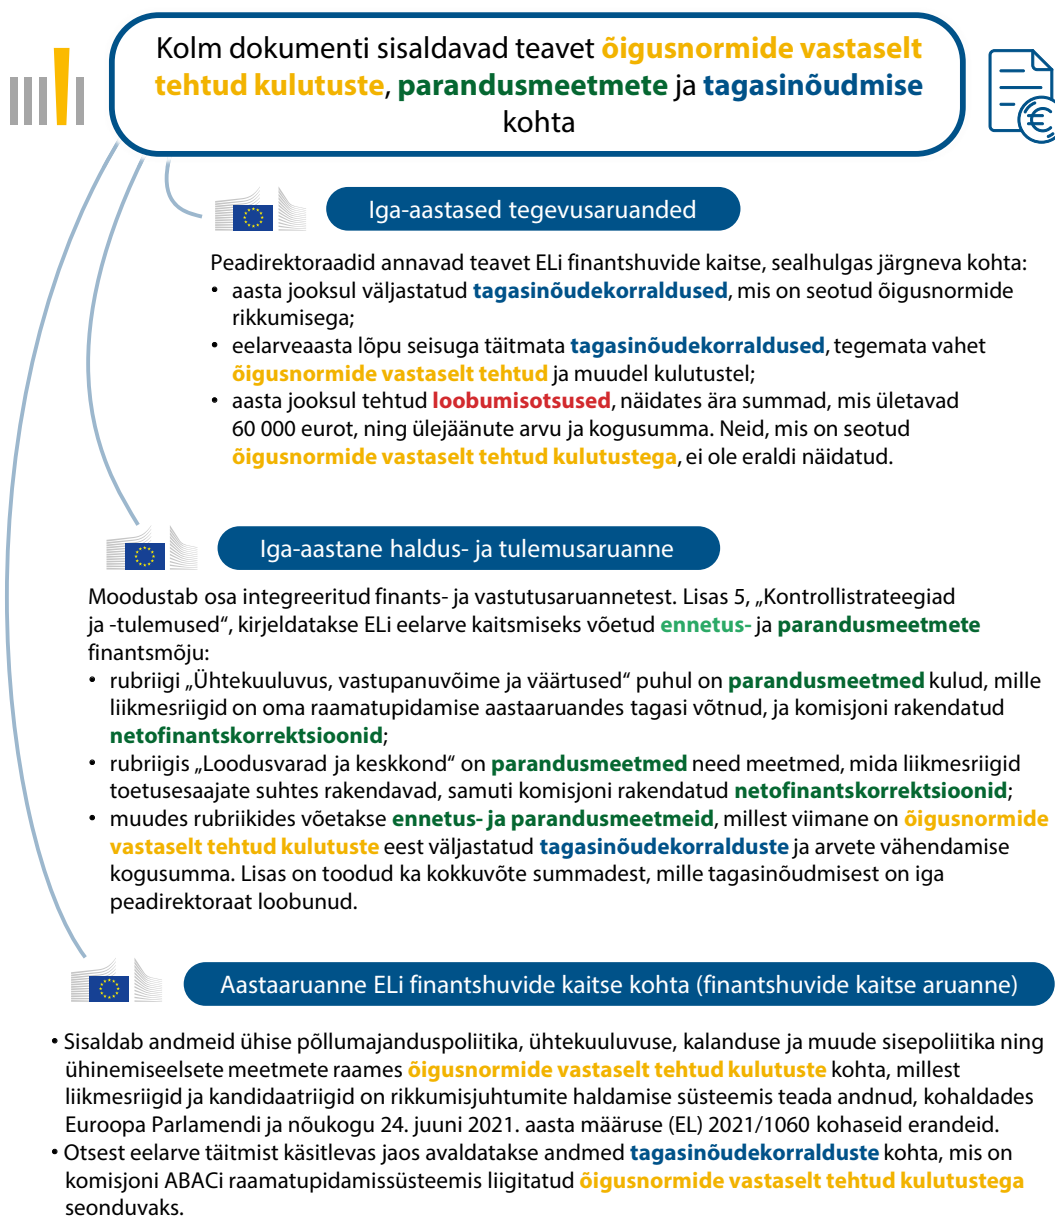 Kolm dokumenti sisaldavad teavet õigusnormide vastaselt
tehtud kulutuste, parandusmeetmete ja tagasinõudmise
kohta
Iga-aastased tegevusaruanded
Peadirektoraadid annavad teavet ELi finantshuvide kaitse, sealhulgas järgneva kohta:
• aasta jooksul väljastatud tagasinõudekorraldused, mis on seotud õigusnormide
rikkumisega;
• eelarveaasta lõpu seisuga täitmata tagasinõudekorraldused, tegemata vahet
õigusnormide vastaselt tehtud ja muudel kulutustel;
• aasta jooksul tehtud loobumisotsused, näidates ära summad, mis ületavad
60 000 eurot, ning ülejäänute arvu ja kogusumma. Neid, mis on seotud
õigusnormide vastaselt tehtud kulutustega, ei ole eraldi näidatud.
Iga-aastane haldus- ja tulemusaruanne
Moodustab osa integreeritud finants- ja vastutusaruannetest. Lisas 5, „Kontrollistrateegiad
ja -tulemused“, kirjeldatakse ELi eelarve kaitsmiseks võetud ennetus- ja parandusmeetmete
finantsmõju:
• rubriigi „Ühtekuuluvus, vastupanuvõime ja väärtused“ puhul on parandusmeetmed kulud, mille
liikmesriigid on oma raamatupidamise aastaaruandes tagasi võtnud, ja komisjoni rakendatud
netofinantskorrektsioonid;
• rubriigis „Loodusvarad ja keskkond“ on parandusmeetmed need meetmed, mida liikmesriigid
toetusesaajate suhtes rakendavad, samuti komisjoni rakendatud netofinantskorrektsioonid;
• muudes rubriikides võetakse ennetus- ja parandusmeetmeid, millest viimane on õigusnormide
vastaselt tehtud kulutuste eest väljastatud tagasinõudekorralduste ja arvete vähendamise
kogusumma. Lisas on toodud ka kokkuvõte summadest, mille tagasinõudmisest on iga
peadirektoraat loobunud.
Aastaaruanne ELi finantshuvide kaitse kohta (finantshuvide kaitse aruanne)
• Sisaldab andmeid ühise põllumajanduspoliitika, ühtekuuluvuse, kalanduse ja muude sisepoliitika ning
ühinemiseelsete meetmete raames õigusnormide vastaselt tehtud kulutuste kohta, millest
liikmesriigid ja kandidaatriigid on rikkumisjuhtumite haldamise süsteemis teada andnud, kohaldades
Euroopa Parlamendi ja nõukogu 24. juuni 2021. aasta määruse (EL) 2021/1060 kohaseid erandeid.
• Otsest eelarve täitmist käsitlevas jaos avaldatakse andmed tagasinõudekorralduste kohta, mis on
komisjoni ABACi raamatupidamissüsteemis liigitatud õigusnormide vastaselt tehtud kulutustega
seonduvaks.